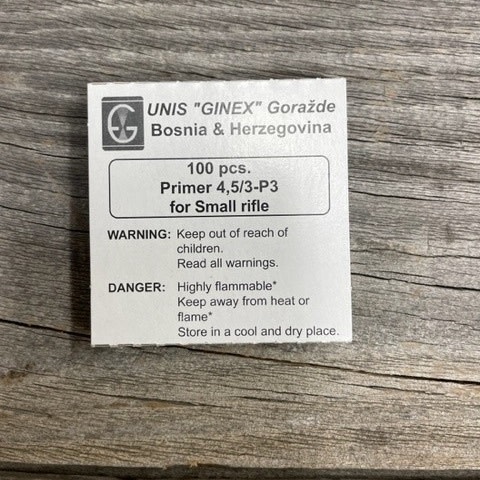 UNIS "GINEX" Goražde
Bosnia & Herzegovina
100 pcs.
Primer 4,5/3-P3
for Small rifle
WARNING: Keep out of reach of
children.
Read all warnings.
DANGER: Highly flammable*
Keep away from heat or
flame*
Store in a cool and dry place.